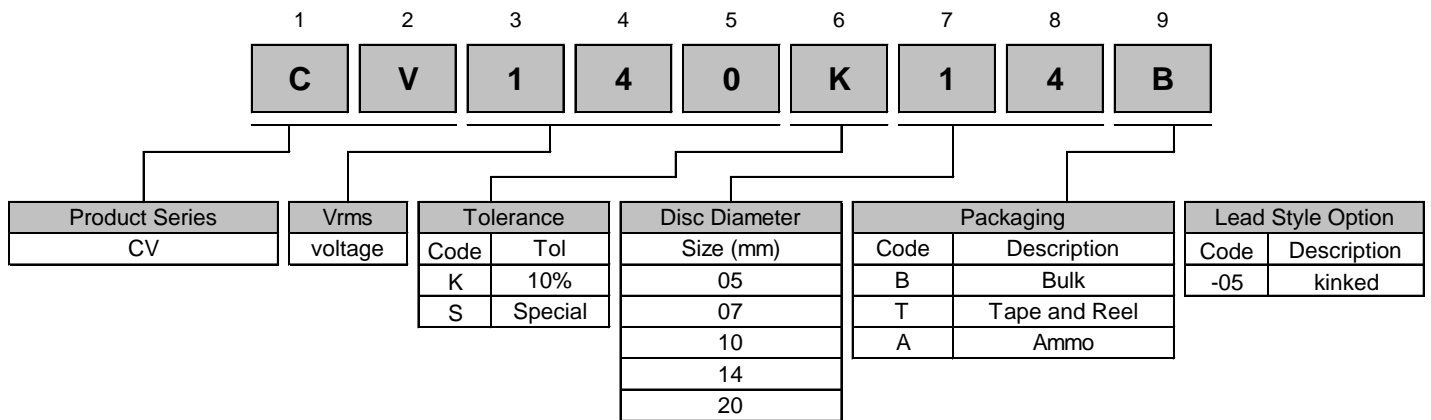 1 2 3 4 5 6 7 8 9
C V 1 4 0 K 1 4 B
Product Series Vrms Tolerance Disc Diameter Packaging Lead Style Option
CV voltage Code Tol Size (mm) Code Description Code Description
K 10% 05 B Bulk -05 kinked
S Special 07 T Tape and Reel
10 A Ammo
14
20